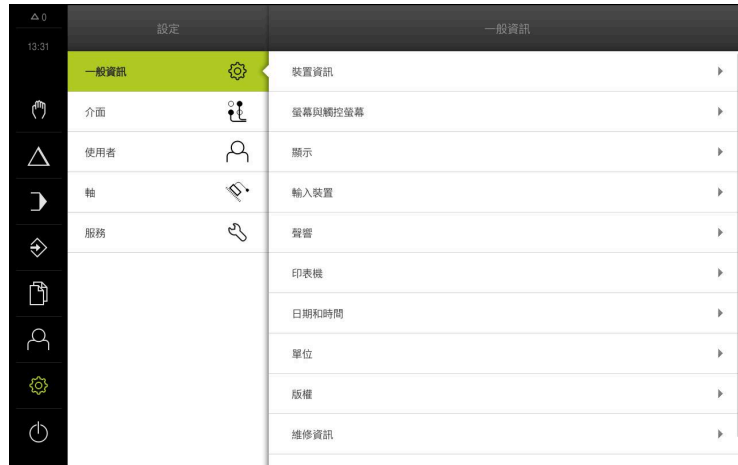 0
13:31
設定
一般資訊
一般資訊
介面
使用者
軸
服務
裝置資訊
螢幕與觸控螢幕
顯示
輸入裝置
聲響
印表機
日期和時間
單位
版權
維修資訊